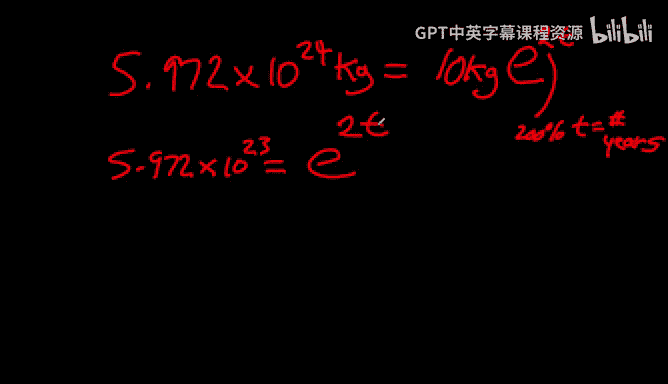 GPT中英字幕课程资源 bilibili
5.972×10^24 kg = 10kg e^2t
200% t = # years
5.972×10^23 = e^2t